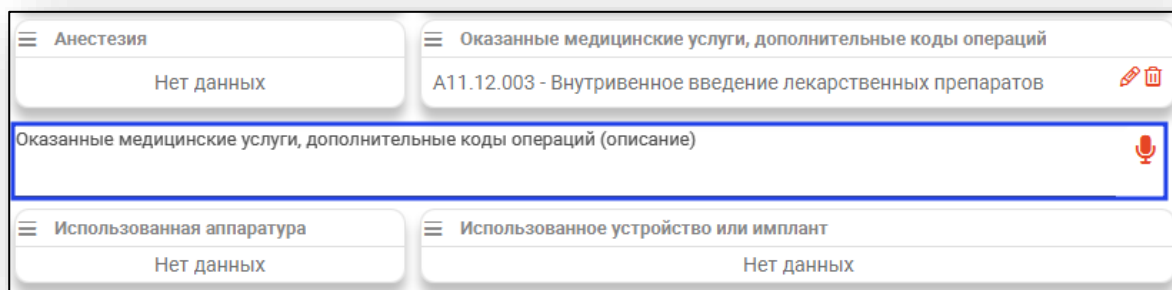 Анестезия
Оказанные медицинские услуги, дополнительные коды операций
Нет данных
A11.12.003 - Внутривенное введение лекарственных препаратов
Оказанные медицинские услуги, дополнительные коды операций (описание)
Использованная аппаратура
Использованное устройство или имплант
Нет данных
Нет данных